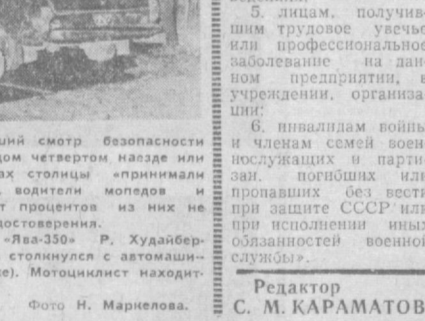 ший смотр безопасности
дом четвертом наезде или
ах столицы «принимали
водители мопедов и
т процентов из них не
достоверения.
«Ява-350» Р. Худайбер-
столкнулся с автомаши-
ке). Мотоциклист находит-
Фото Н. Маркелова.
5. лицам, получив-
шим трудовое увечье
или профессиональное
заболевание на дан-
ном предприятии, в
учреждении, организа-
ции;
6. инвалидам войны
и членам семей воен-
нослужащих и парти-
зан, погибших или
пропавших без вести
при защите СССР или
при исполнении иных
обязанностей военной
службы».
Редактор
С. М. КАРАМАТОВ